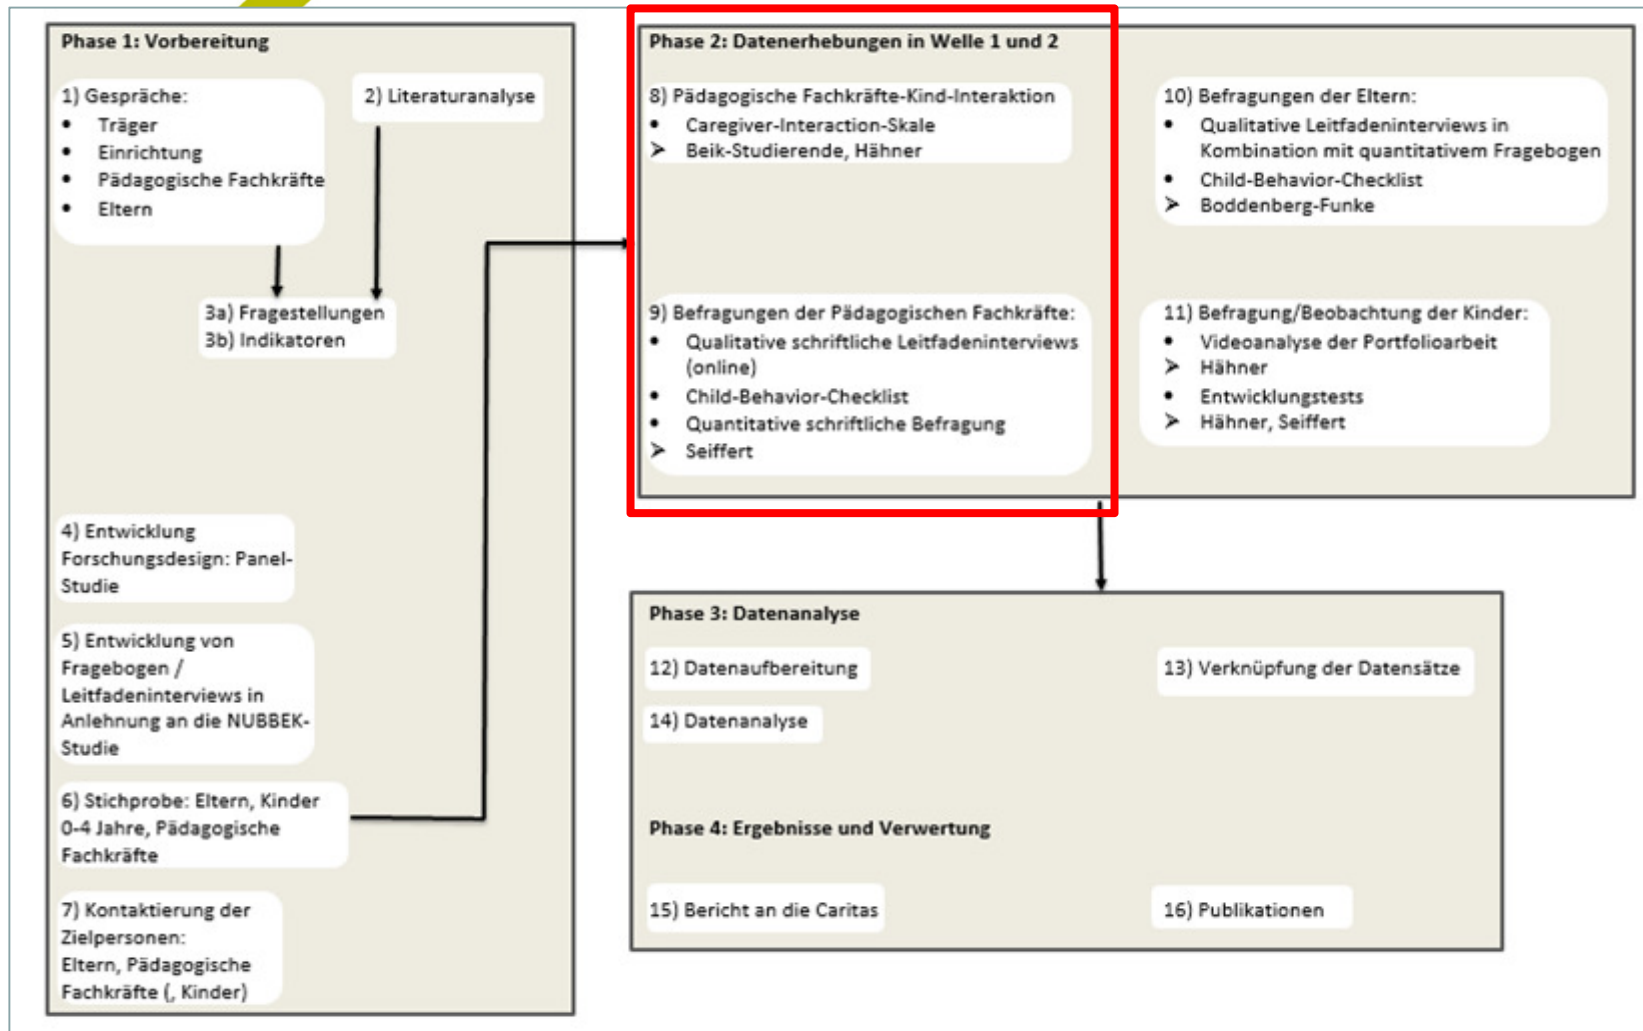 Phase 1: Vorbereitung
1) Gespräche:
• Träger
• Einrichtung
• Pädagogische Fachkräfte
• Eltern
2) Literaturanalyse
3a) Fragestellungen
3b) Indikatoren
4) Entwicklung
Forschungsdesign: Panel-
Studie
5) Entwicklung von
Fragebogen /
Leitfadeninterviews in
Anlehnung an die NUBBEK-
Studie
6) Stichprobe: Eltern, Kinder
0-4 Jahre, Pädagogische
Fachkräfte
7) Kontaktierung der
Zielpersonen:
Eltern, Pädagogische
Fachkräfte (, Kinder)
Phase 2: Datenerhebungen in Welle 1 und 2
8) Pädagogische Fachkräfte-Kind-Interaktion
• Caregiver-Interaction-Skale
➢ Beik-Studierende, Hähner
9) Befragungen der Pädagogischen Fachkräfte:
• Qualitative schriftliche Leitfadeninterviews
(online)
• Child-Behavior-Checklist
• Quantitative schriftliche Befragung
➢ Seiffert
10) Befragungen der Eltern:
• Qualitative Leitfadeninterviews in
Kombination mit quantitativem Fragebogen
• Child-Behavior-Checklist
➢ Boddenberg-Funke
11) Befragung/Beobachtung der Kinder:
• Videoanalyse der Portfolioarbeit
➢ Hähner
• Entwicklungstests
➢ Hähner, Seiffert
Phase 3: Datenanalyse
12) Datenaufbereitung
13) Verknüpfung der Datensätze
14) Datenanalyse
Phase 4: Ergebnisse und Verwertung
15) Bericht an die Caritas
16) Publikationen